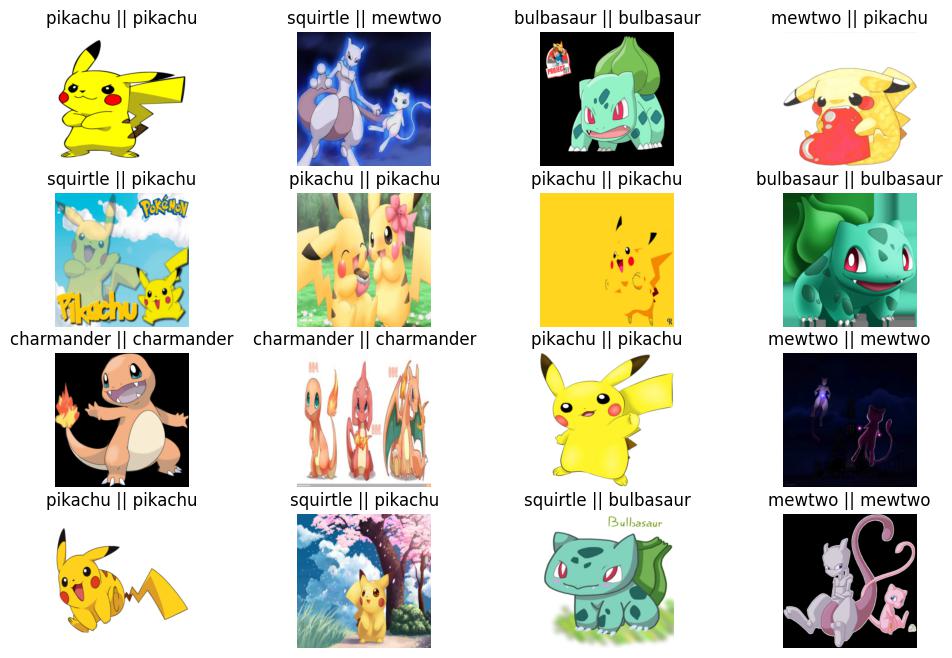 pikachu || pikachu
squirtle || mewtwo
bulbasaur || bulbasaur
mewtwo || pikachu
squirtle || pikachu
pikachu || pikachu
pikachu || pikachu
bulbasaur || bulbasaur
POKéMON
Pikachu
charmander || charmander
charmander || charmander
pikachu || pikachu
mewtwo || mewtwo
pikachu || pikachu
squirtle || pikachu
squirtle || bulbasaur
mewtwo || mewtwo
Bulbasaur